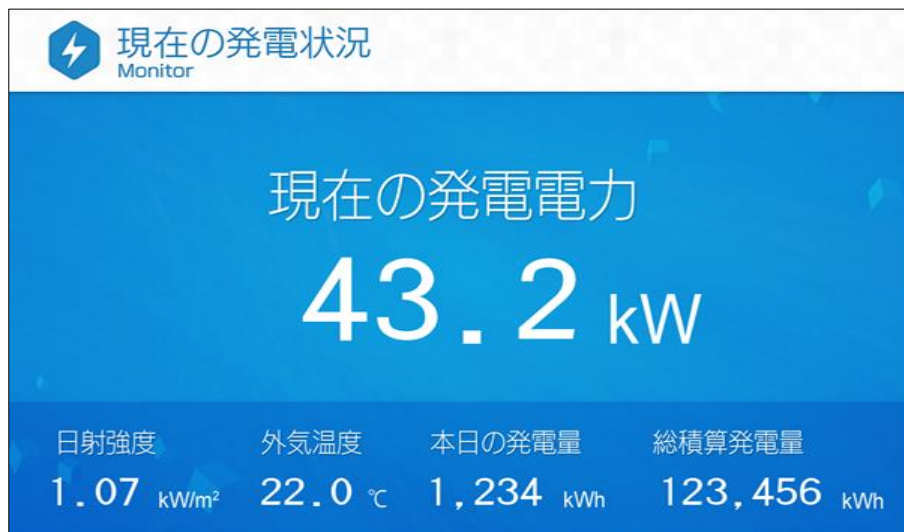 現在の発電状況
Monitor
現在の発電電力
43.2 kW
日射強度 外気温度 本日の発電量 総積算発電量
1.07 kW/m² 22.0 ℃ 1,234 kWh 123,456 kWh